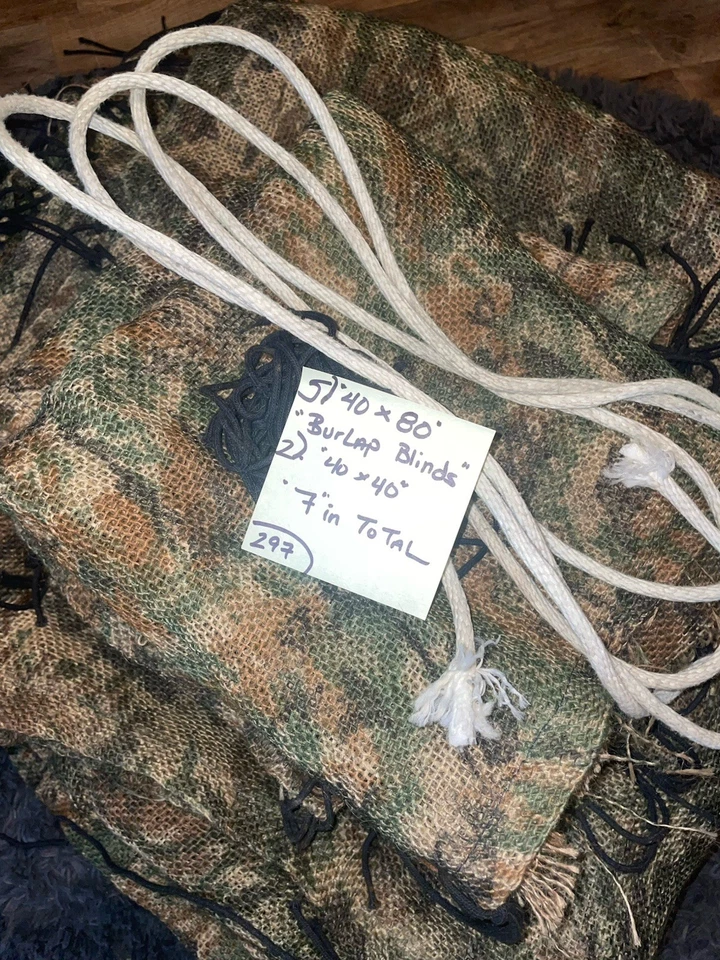 5) "40 x 80"
"BurLAP Blinds"
2). "40 x 40"
"7" in ToTAL
297